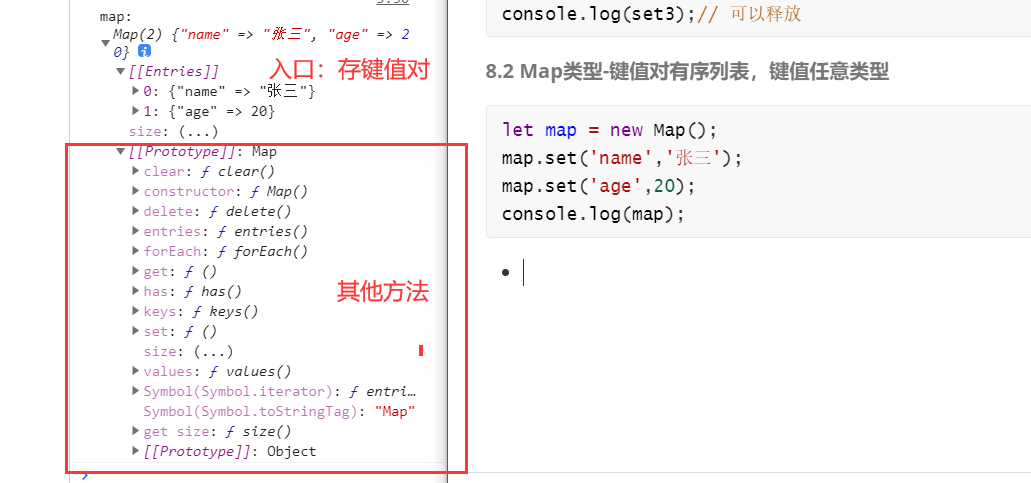 map:
Map(2) {"name" => "张三", "age" => 2
0}
[[Entries]]
入口：存键值对
0: {"name" => "张三"}
1: {"age" => 20}
size: (...)
[[Prototype]]: Map
clear: ƒ clear()
constructor: ƒ Map()
delete: ƒ delete()
entries: ƒ entries()
forEach: ƒ forEach()
get: ƒ ()
has: ƒ has()
其他方法
keys: ƒ keys()
set: ƒ ()
size: (...)
values: ƒ values()
Symbol(Symbol.iterator): ƒ entri…
Symbol(Symbol.toStringTag): "Map"
get size: ƒ size()
[[Prototype]]: Object
console.log(set3);// 可以释放
8.2 Map类型-键值对有序列表，键值任意类型
let map = new Map();
map.set('name','张三');
map.set('age',20);
console.log(map);